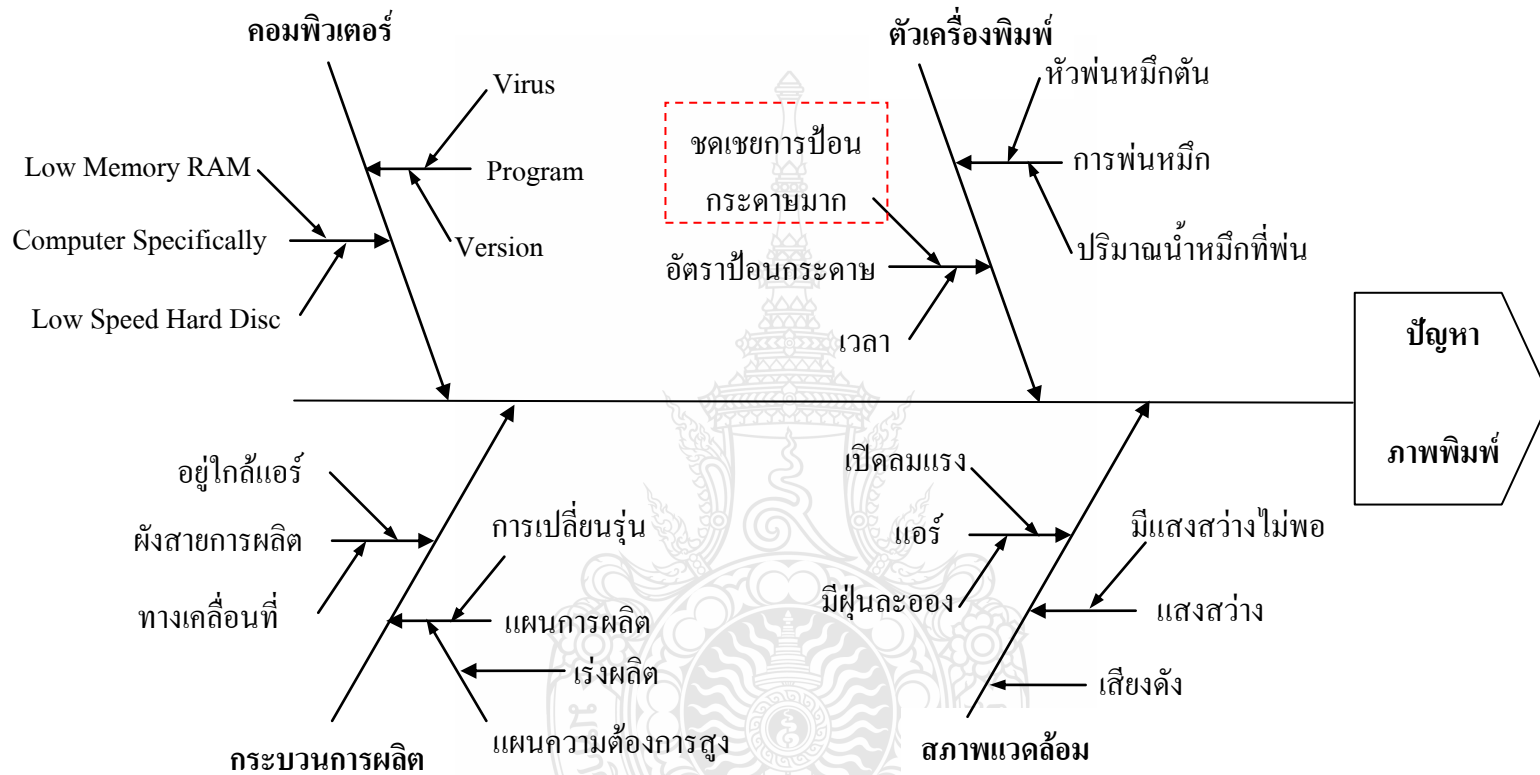 คอมพิวเตอร์
ตัวเครื่องพิมพ์
Virus
หัวพ่นหมึกตัน
ชดเชยการป้อน
กระดาษมาก
Low Memory RAM
Program
การพ่นหมึก
Computer Specifically
Version
ปริมาณน้ำหมึกที่พ่น
อัตราป้อนกระดาษ
Low Speed Hard Disc
เวลา
ปัญหา
ภาพพิมพ์
อยู่ใกล้แอร์
เปิดลมแรง
ผังสายการผลิต
การเปลี่ยนรุ่น
แอร์
มีแสงสว่างไม่พอ
ทางเคลื่อนที่
แผนการผลิต
มีฝุ่นละออง
แสงสว่าง
เร่งผลิต
เสียงดัง
แผนความต้องการสูง
กระบวนการผลิต
สภาพแวดล้อม